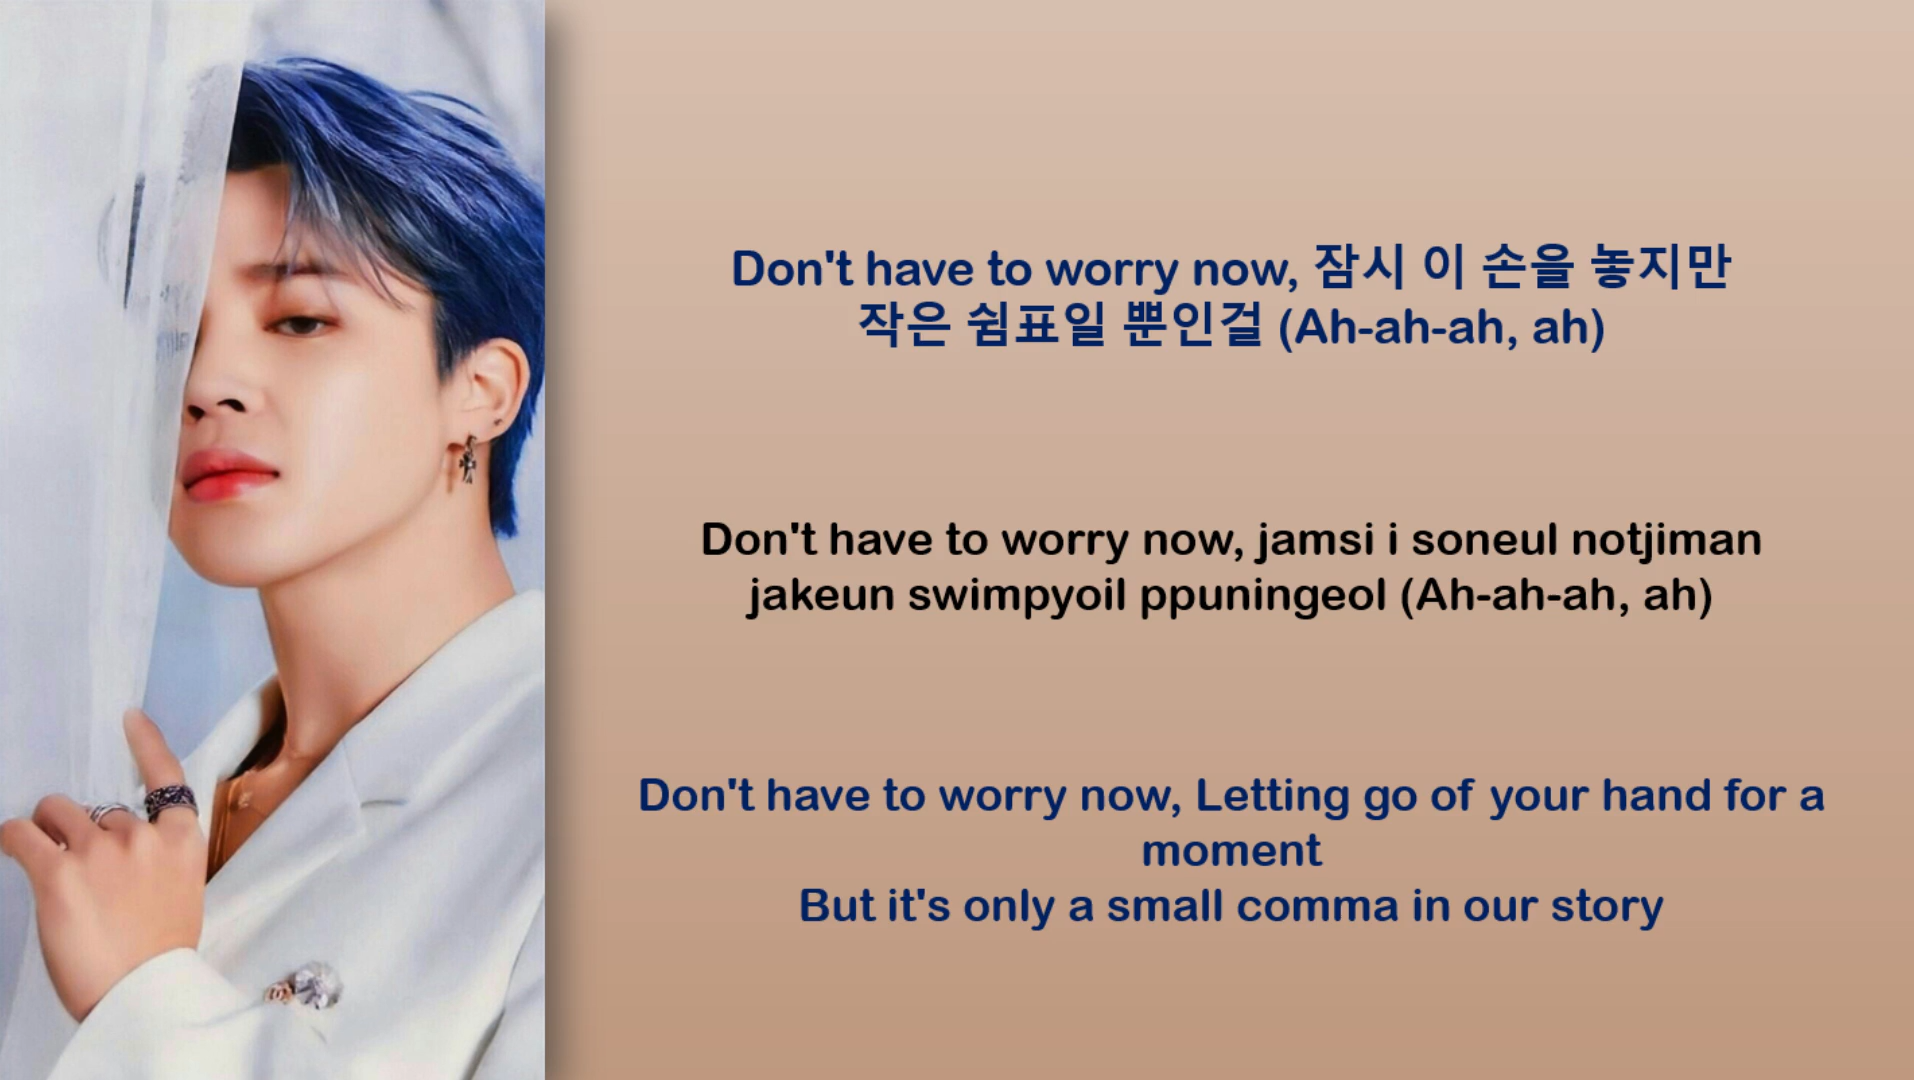 Don't have to worry now, 잠시 이 손을 놓지만
작은 쉼표일 뿐인걸 (Ah-ah-ah, ah)
Don't have to worry now, jamsi i soneul notjiman
jakeun swimpyoil ppuningeol (Ah-ah-ah, ah)
Don't have to worry now, Letting go of your hand for a
moment
But it's only a small comma in our story